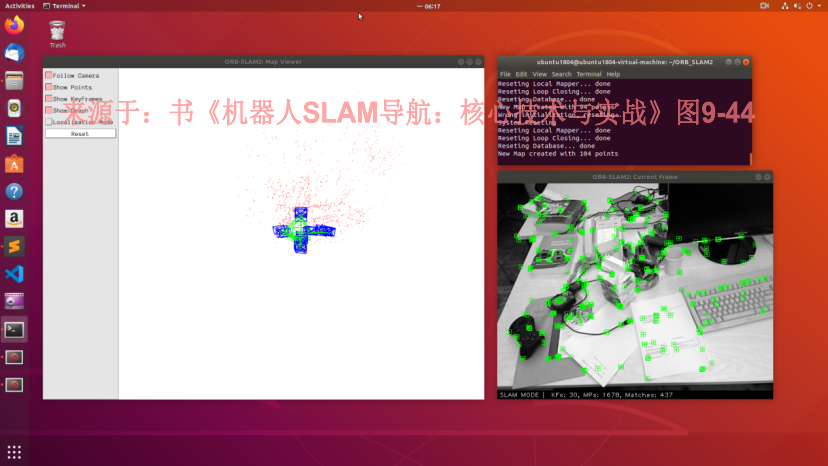 Activities
Terminal
06:17
Trash
ORB-SLAM2: Map Viewer
Follow Camera
Show Points
Show KeyFrames
Show Graph
Localization Mode
Reset
来源于：书《机器人SLAM导航：核心技术与实战》图9-44
ubuntu1804@ubuntu1804-virtual-machine: ~/ORB_SLAM2
File Edit View Search Terminal Help
Reseting Local Mapper... done
Reseting Loop Closing... done
Reseting Database... done
New Map created with 94 points
Wrong initialization, reseting...
System Reseting
Reseting Local Mapper... done
Reseting Loop Closing... done
Reseting Database... done
New Map created with 104 points
ORB-SLAM2: Current Frame
SLAM MODE | KFs: 30, MPs: 1678, Matches: 437